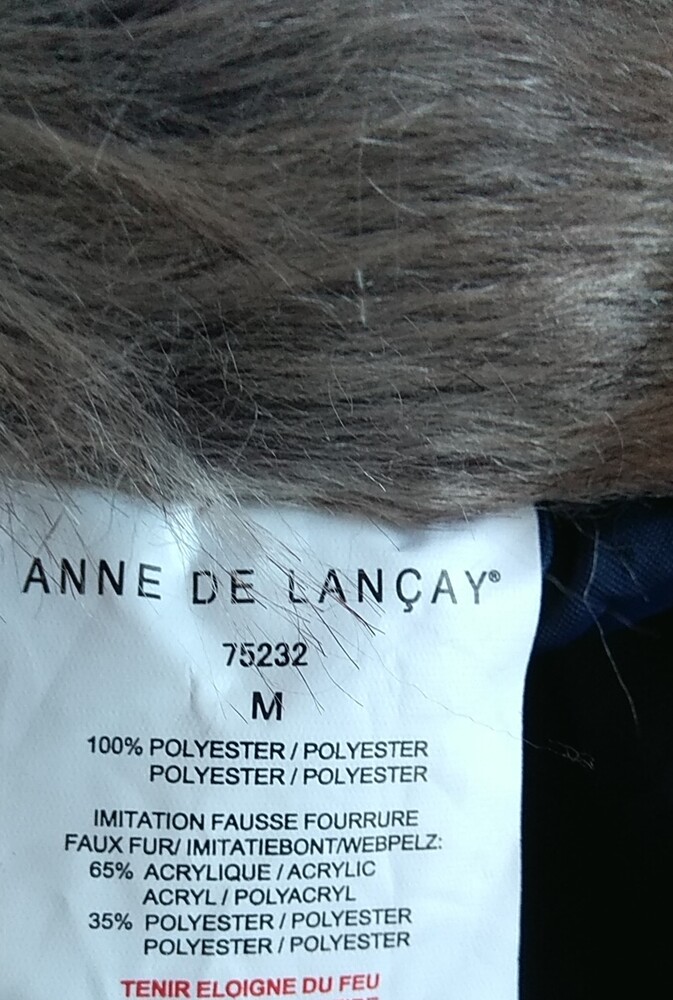 ANNE DE LANÇAY®
75232
M
100% POLYESTER / POLYESTER
POLYESTER / POLYESTER
IMITATION FAUSSE FOURRURE
FAUX FUR/ IMITATIEBONT/WEBPELZ:
65% ACRYLIQUE / ACRYLIC
ACRYL / POLYACRYL
35% POLYESTER / POLYESTER
POLYESTER / POLYESTER
TENIR ELOIGNE DU FEU